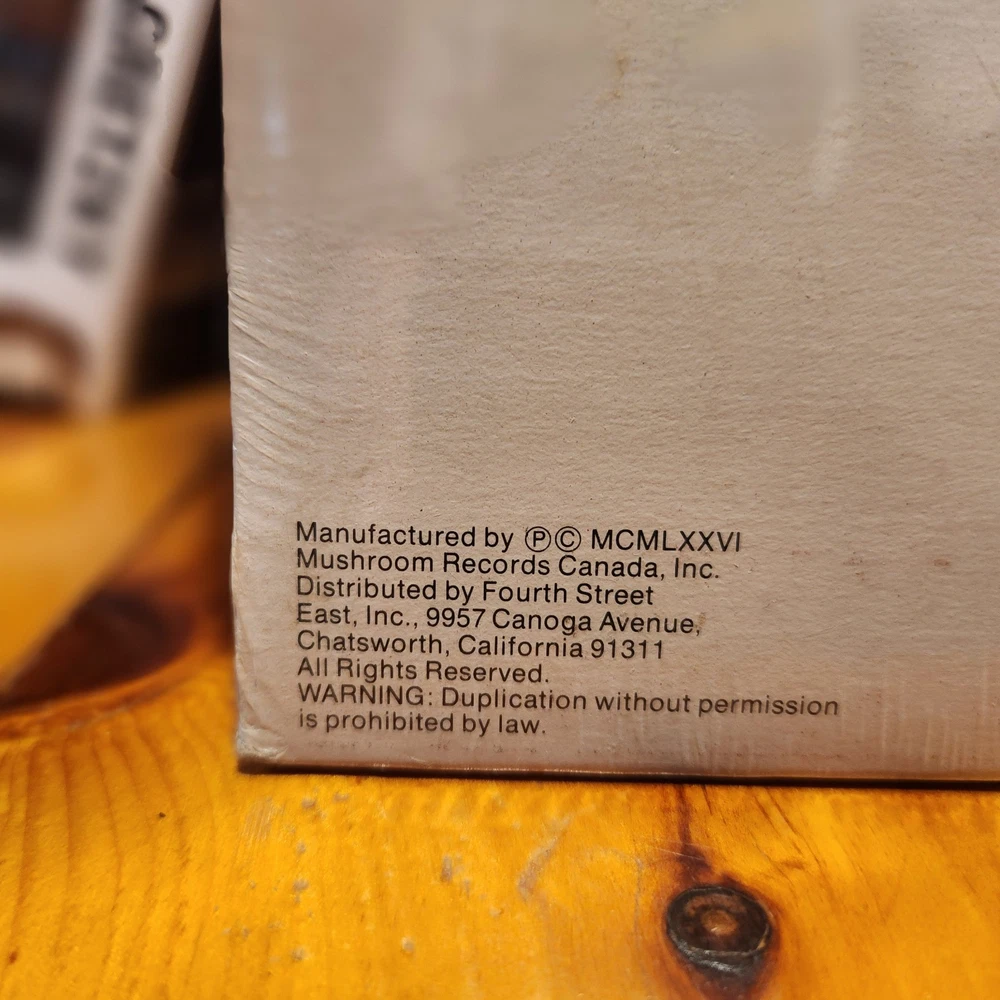 Manufactured by ℗© MCMLXXVI
Mushroom Records Canada, Inc.
Distributed by Fourth Street
East, Inc., 9957 Canoga Avenue,
Chatsworth, California 91311
All Rights Reserved.
WARNING: Duplication without permission
is prohibited by law.